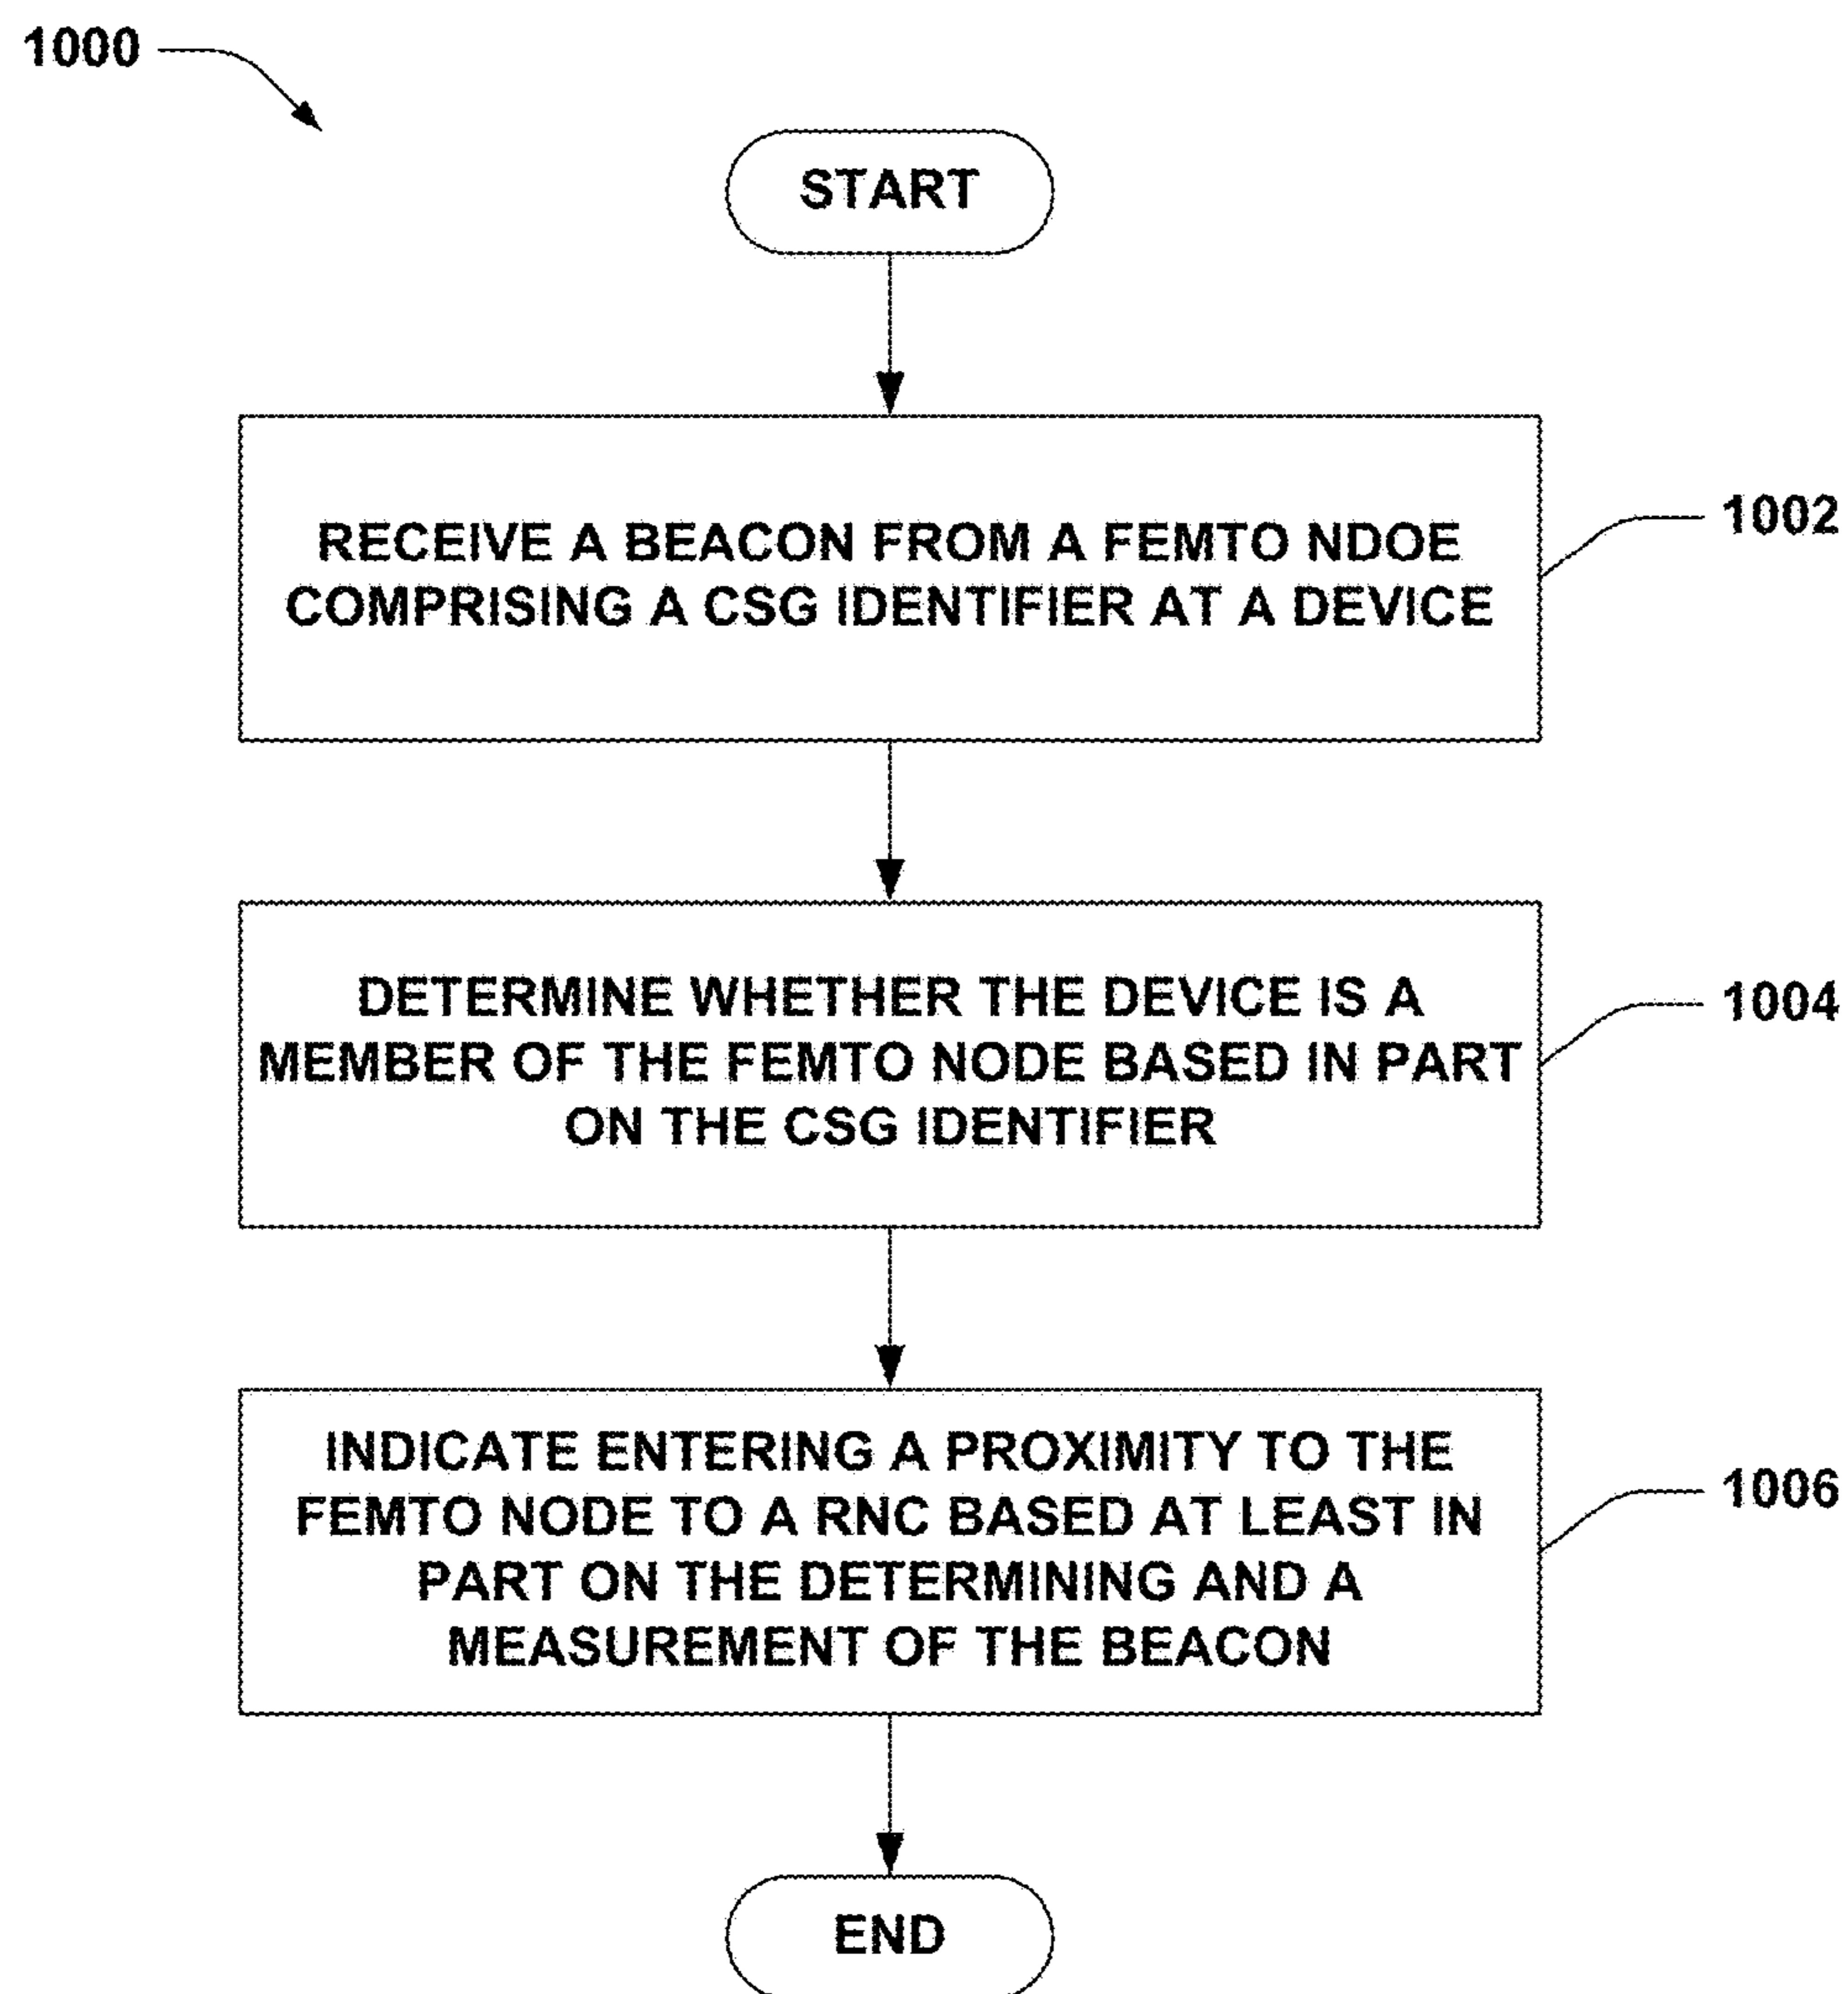 1000
START
RECEIVE A BEACON FROM A FEMTO NDOE
COMPRISING A CSG IDENTIFIER AT A DEVICE
1002
DETERMINE WHETHER THE DEVICE IS A
MEMBER OF THE FEMTO NODE BASED IN PART
ON THE CSG IDENTIFIER
1004
INDICATE ENTERING A PROXIMITY TO THE
FEMTO NODE TO A RNC BASED AT LEAST IN
PART ON THE DETERMINING AND A
MEASUREMENT OF THE BEACON
1006
END